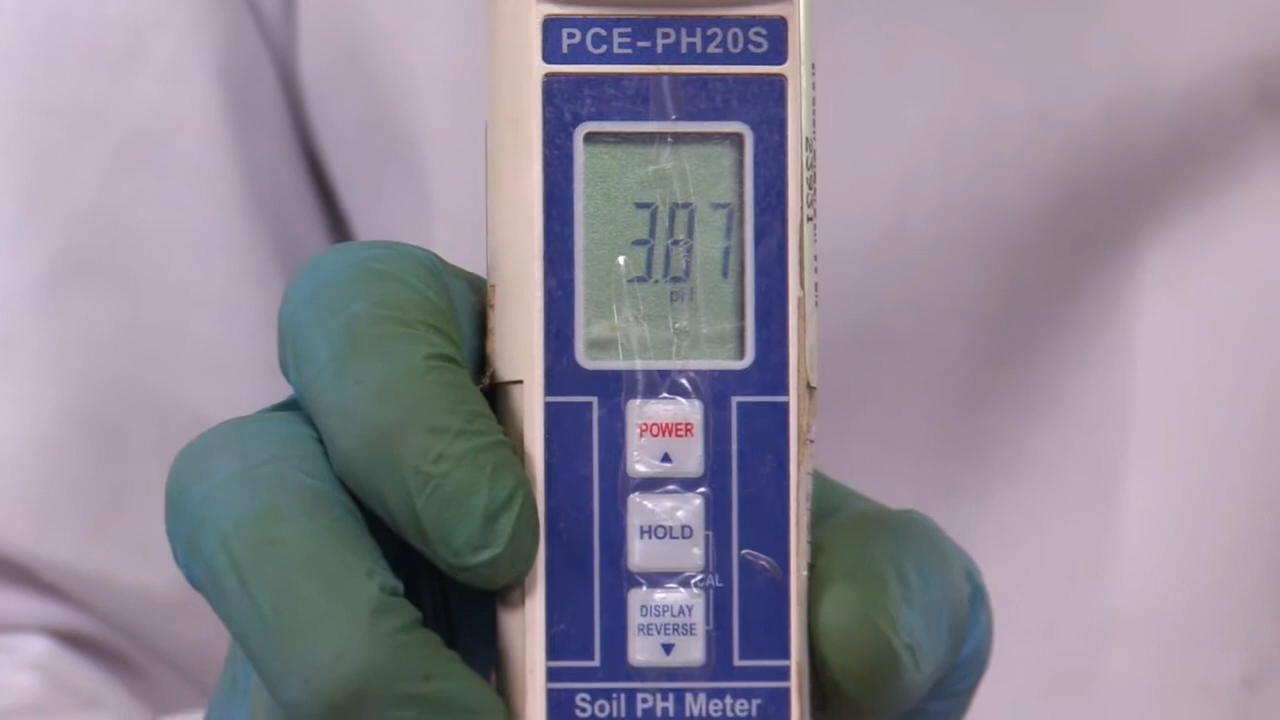 PCE-PH20S
3.87
pH
POWER
HOLD
CAL
DISPLAY
REVERSE
Soil PH Meter